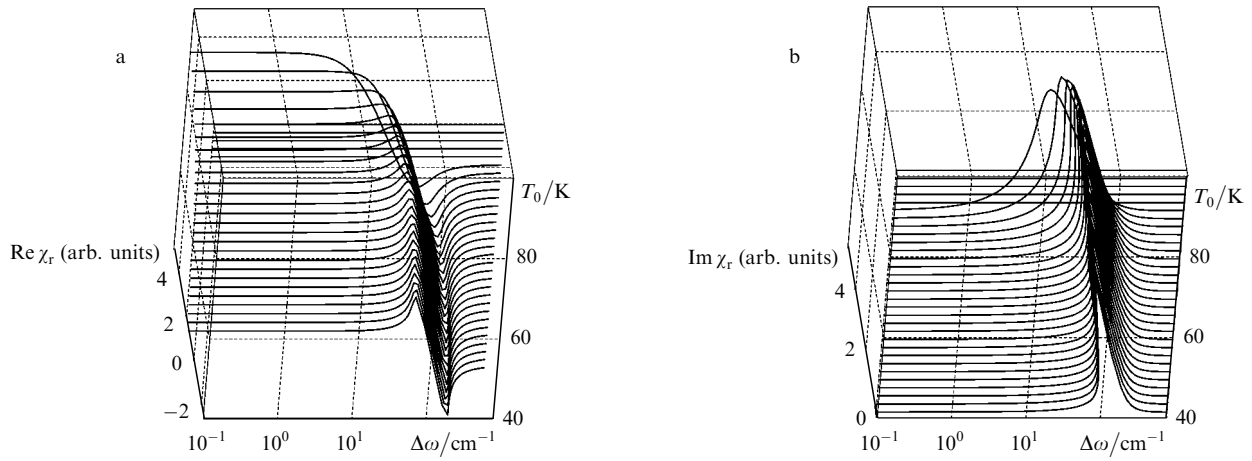 a
T₀/K
Re χᵣ (arb. units)
4
80
2
0
60
−2
40
10⁻¹
10⁰
10¹
Δω/cm⁻¹
b
T₀/K
Im χᵣ (arb. units)
80
4
60
2
0
40
10⁻¹
10⁰
10¹
Δω/cm⁻¹